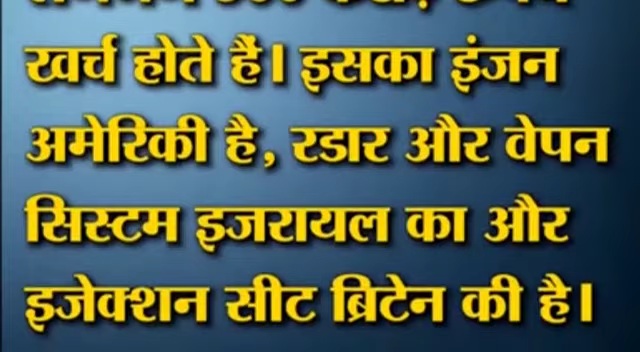 खर्च होते हैं। इसका इंजन
अमेरिकी है, रडार और वेपन
सिस्टम इजरायल का और
इजेक्शन सीट ब्रिटेन की है।